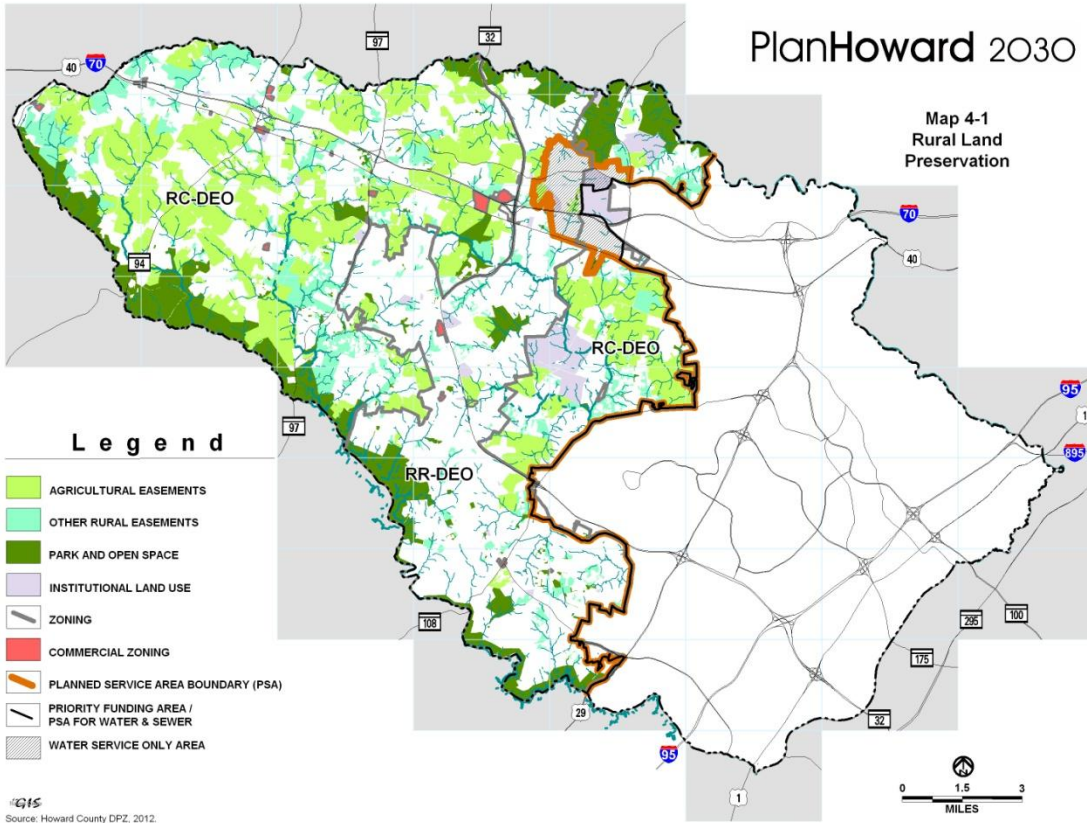 PlanHoward 2030
Map 4-1
Rural Land
Preservation
40
70
97
32
RC-DEO
94
70
40
RC-DEO
95
1
895
97
RR-DEO
Legend
AGRICULTURAL EASEMENTS
OTHER RURAL EASEMENTS
PARK AND OPEN SPACE
INSTITUTIONAL LAND USE
ZONING
COMMERCIAL ZONING
PLANNED SERVICE AREA BOUNDARY (PSA)
PRIORITY FUNDING AREA /
PSA FOR WATER & SEWER
WATER SERVICE ONLY AREA
108
29
95
1
32
175
295
100
0 1.5 3
MILES
GIS
Source: Howard County DPZ, 2012.